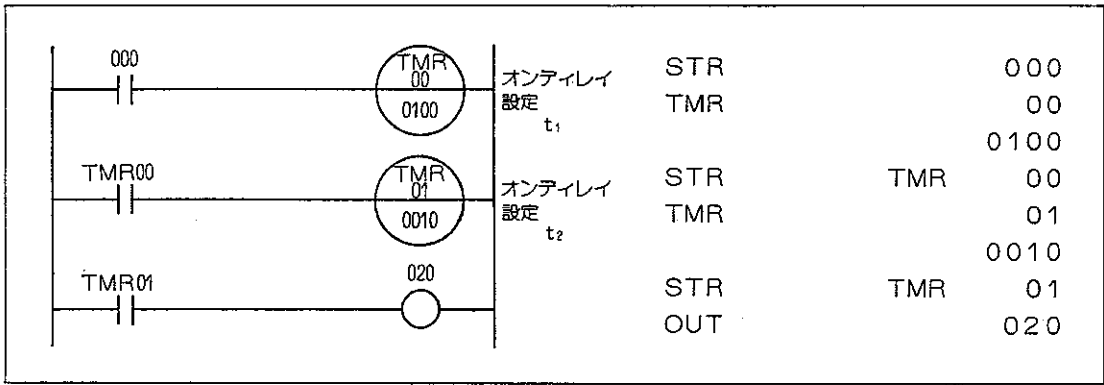 000
TMR
00
0100
オンディレイ
設定
t₁
TMR00
TMR
01
0010
オンディレイ
設定
t₂
TMR01
020
STR 000
TMR 00
0100
STR TMR 00
TMR 01
0010
STR TMR 01
OUT 020